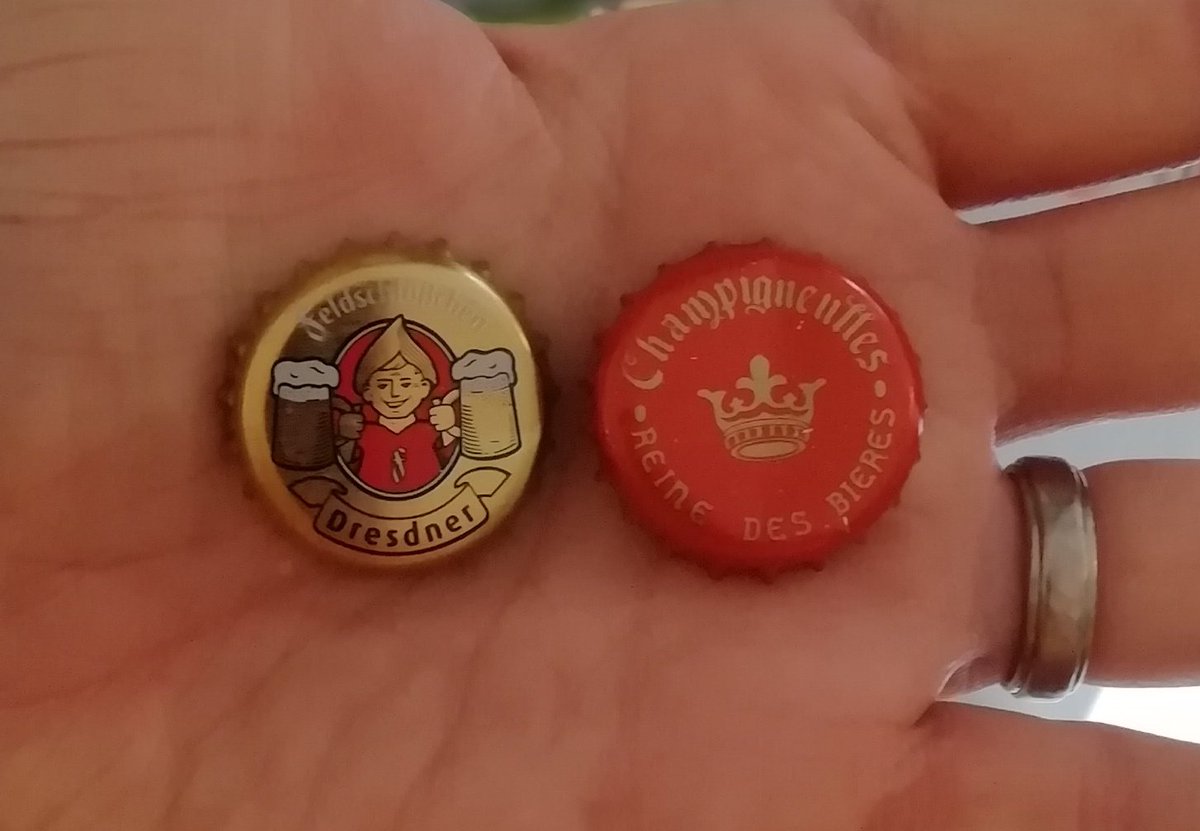 Feldschlößchen
f
Dresdner
Champigneulles
• REINE DES BIERES •